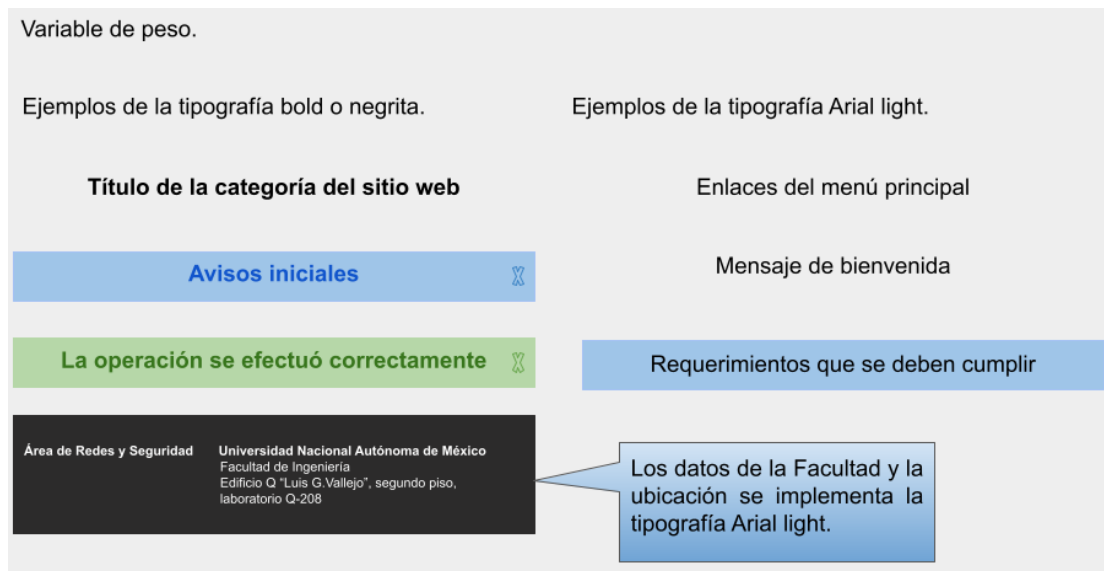 Variable de peso.
Ejemplos de la tipografía bold o negrita.
Título de la categoría del sitio web
Avisos iniciales X
La operación se efectuó correctamente X
Área de Redes y Seguridad
Universidad Nacional Autónoma de México
Facultad de Ingeniería
Edificio Q “Luis G.Vallejo”, segundo piso,
laboratorio Q-208
Ejemplos de la tipografía Arial light.
Enlaces del menú principal
Mensaje de bienvenida
Requerimientos que se deben cumplir
Los datos de la Facultad y la
ubicación se implementa la
tipografía Arial light.